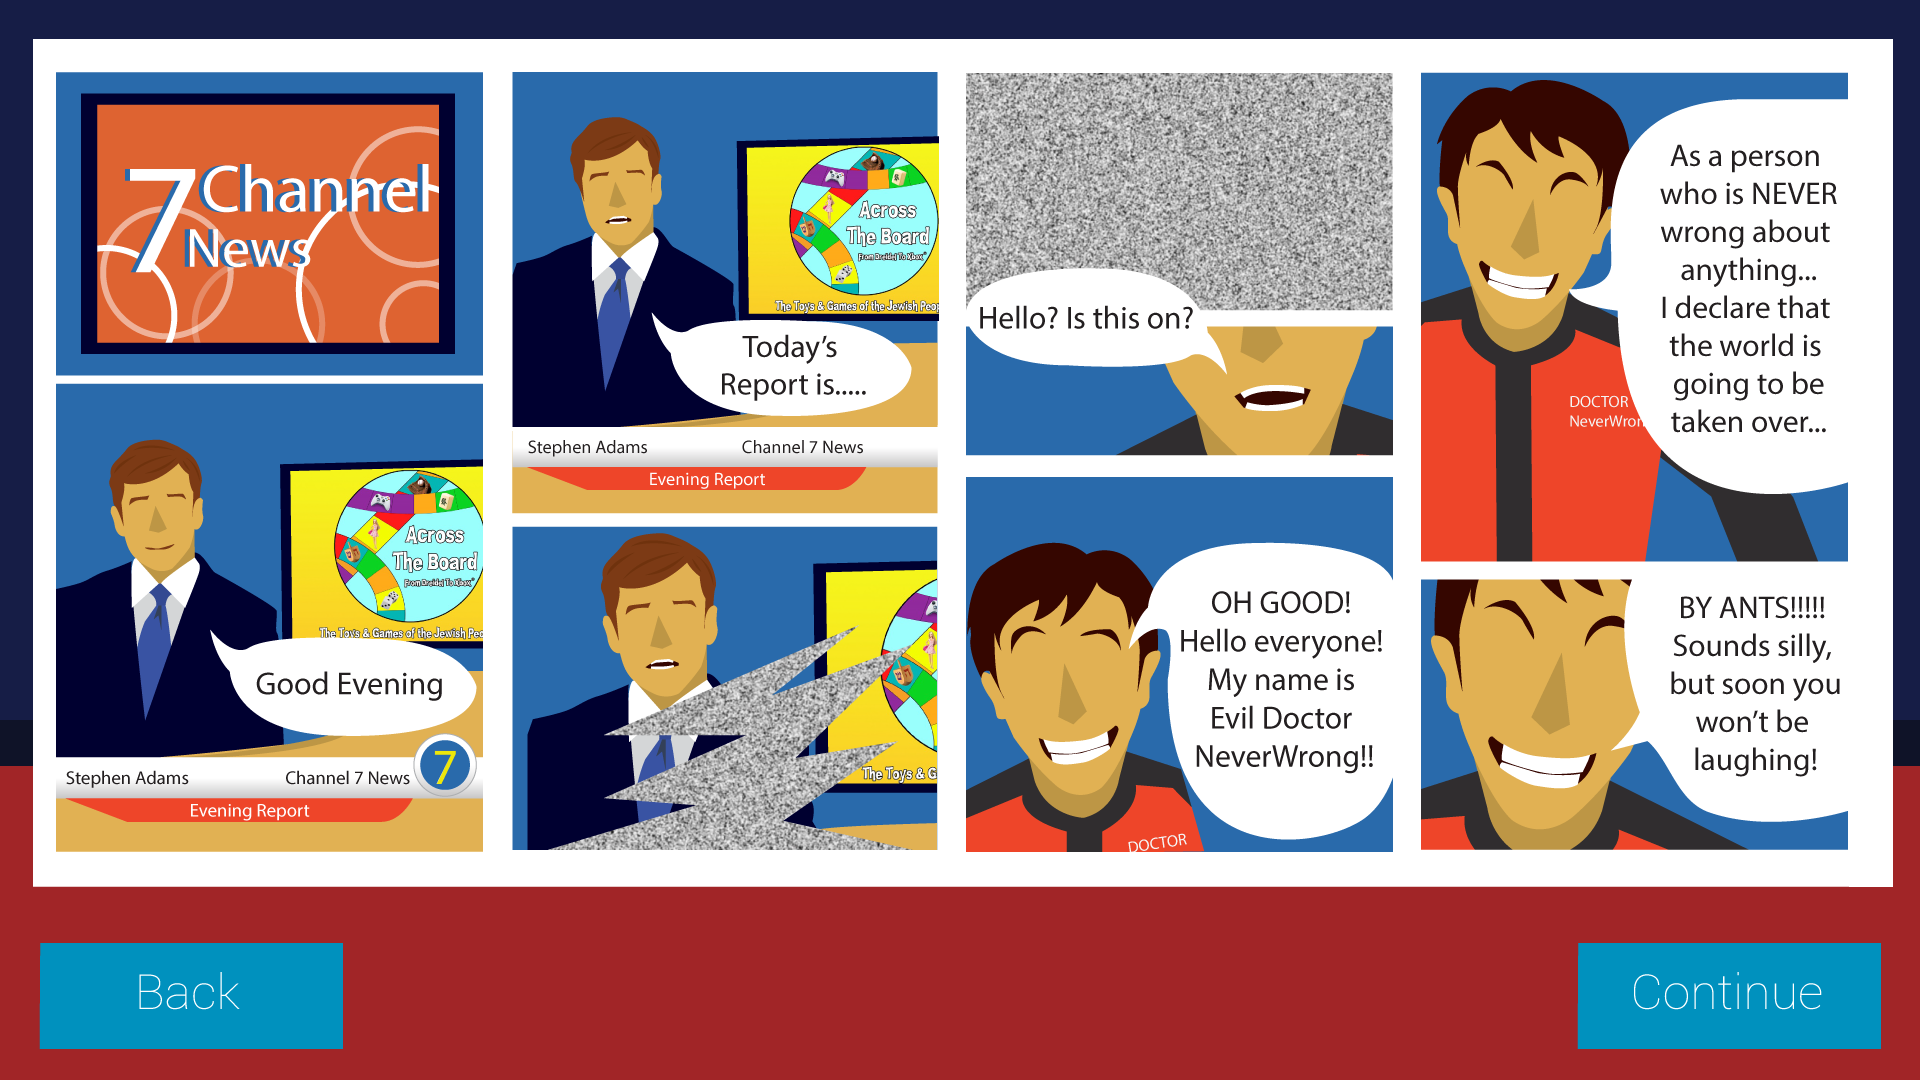 7 Channel
News
Good Evening
Across
The Board
From Dreidel To Xbox®
The Toys & Games of the Jewish Peo
7
Stephen Adams
Channel 7 News
Evening Report
Across
The Board
From Dreidel To Xbox®
The Toys & Games of the Jewish Peop
Today's
Report is.....
Stephen Adams
Channel 7 News
Evening Report
The Toys & G
Hello? Is this on?
OH GOOD!
Hello everyone!
My name is
Evil Doctor
NeverWrong!!
DOCTOR
As a person
who is NEVER
wrong about
anything...
I declare that
the world is
going to be
taken over...
DOCTOR
NeverWron
BY ANTS!!!!!
Sounds silly,
but soon you
won't be
laughing!
Back
Continue